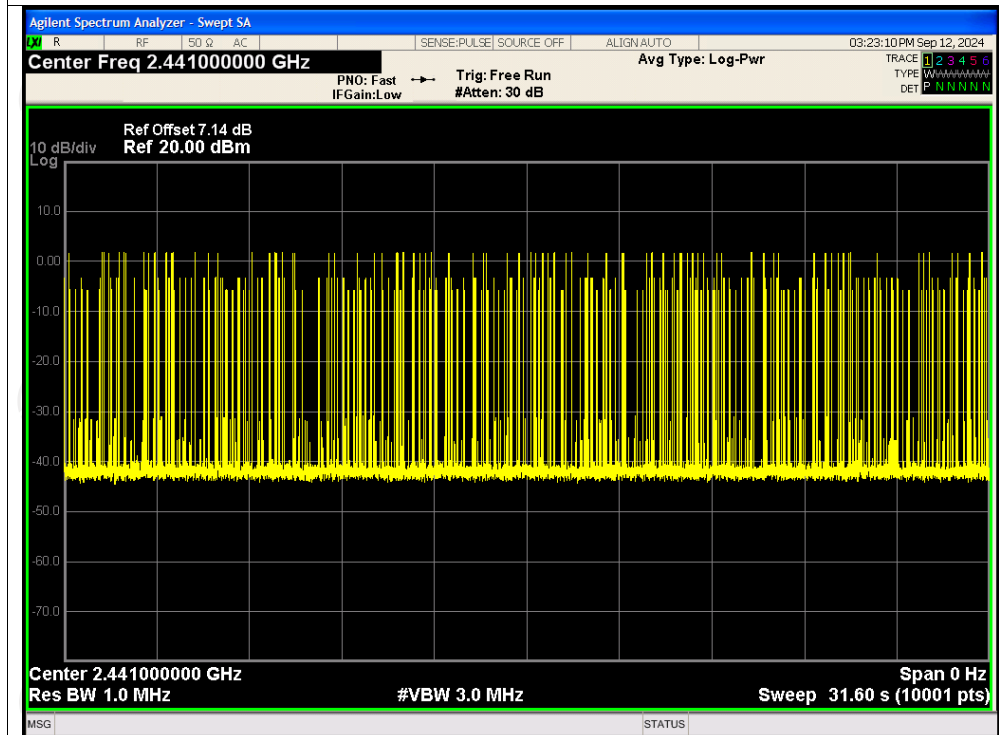 Agilent Spectrum Analyzer - Swept SA
LXI R RF 50 Ω AC SENSE:PULSE SOURCE OFF ALIGN AUTO 03:23:10 PM Sep 12, 2024
Center Freq 2.441000000 GHz Avg Type: Log-Pwr TRACE 1 2 3 4 5 6
PNO: Fast Trig: Free Run TYPE WWWWWW
IFGain:Low #Atten: 30 dB DET P N N N N N
Ref Offset 7.14 dB
10 dB/div Ref 20.00 dBm
Log
10.0
0.00
-10.0
-20.0
-30.0
-40.0
-50.0
-60.0
-70.0
Center 2.441000000 GHz Span 0 Hz
Res BW 1.0 MHz #VBW 3.0 MHz Sweep 31.60 s (10001 pts)
MSG STATUS